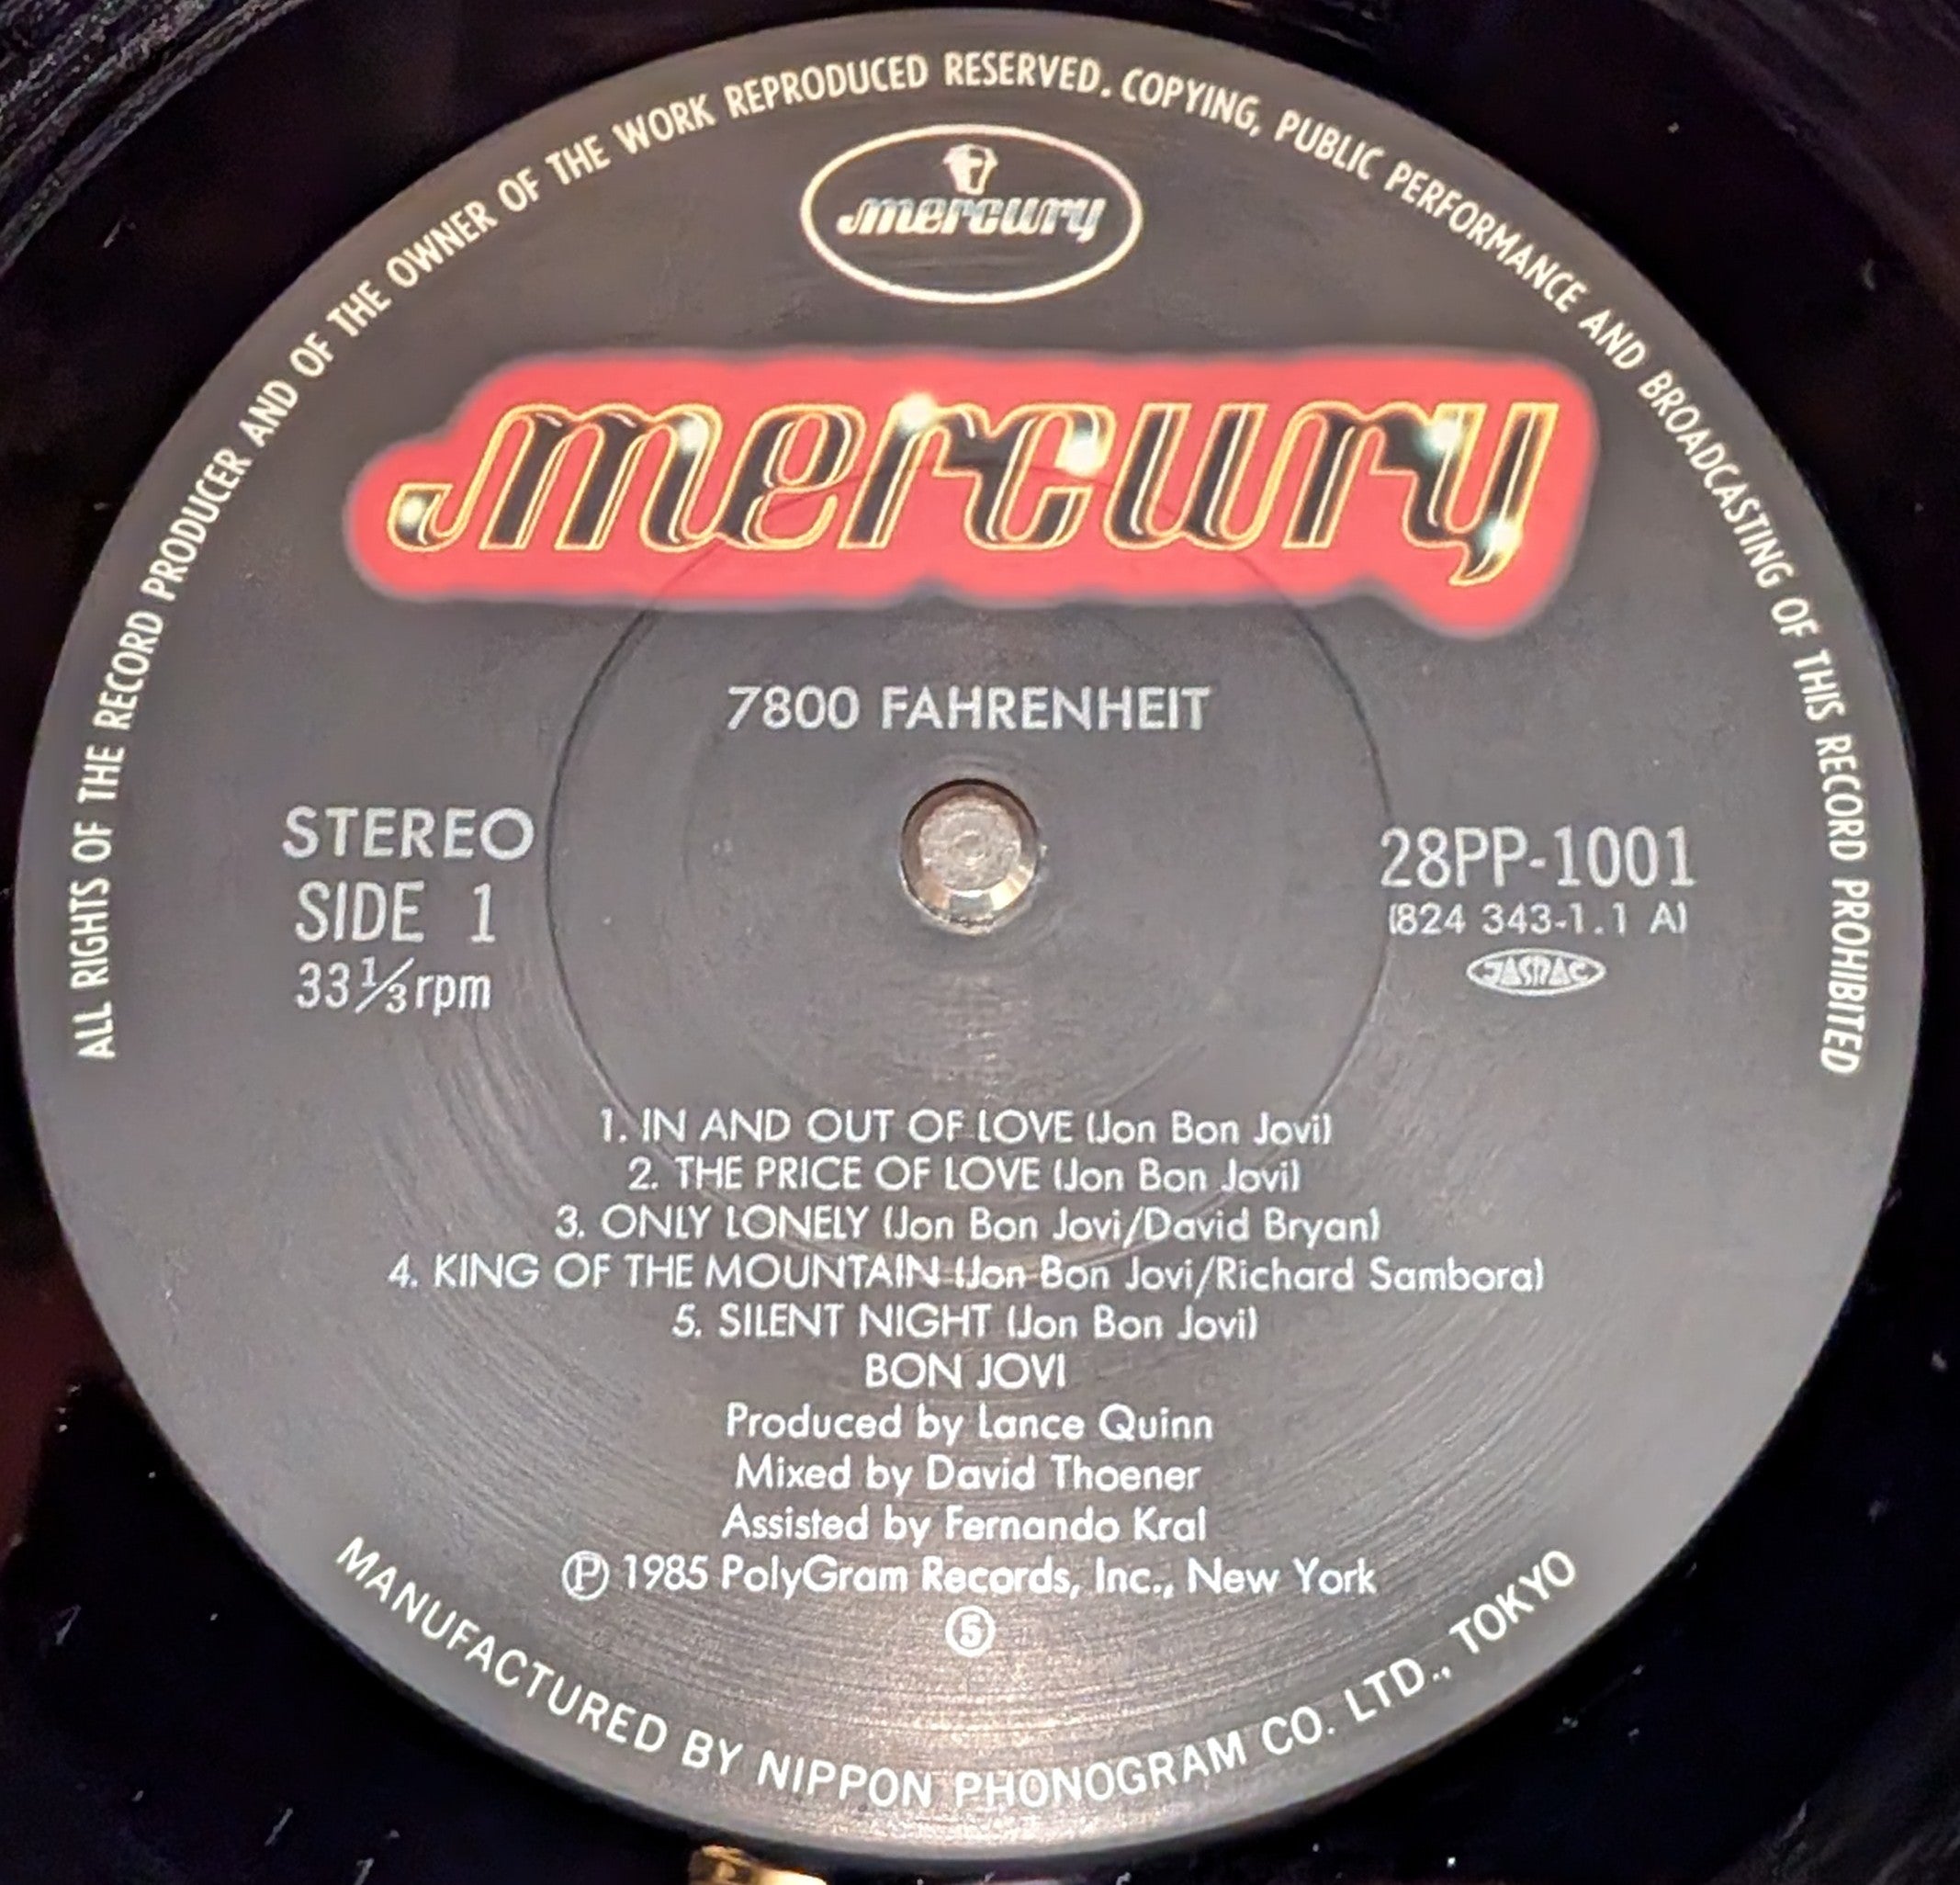 ALL RIGHTS OF THE RECORD PRODUCER AND OF THE OWNER OF THE WORK REPRODUCED RESERVED. COPYING, PUBLIC PERFORMANCE AND BROADCASTING OF THIS RECORD PROHIBITED
mercury
mercury
7800 FAHRENHEIT
STEREO
SIDE 1
33 1/3 rpm
28PP-1001
(824 343-1.1 A)
JASRAC
1. IN AND OUT OF LOVE (Jon Bon Jovi)
2. THE PRICE OF LOVE (Jon Bon Jovi)
3. ONLY LONELY (Jon Bon Jovi/David Bryan)
4. KING OF THE MOUNTAIN (Jon Bon Jovi/Richard Sambora)
5. SILENT NIGHT (Jon Bon Jovi)
BON JOVI
Produced by Lance Quinn
Mixed by David Thoener
Assisted by Fernando Kral
Ⓟ 1985 PolyGram Records, Inc., New York
Ⓢ
MANUFACTURED BY NIPPON PHONOGRAM CO. LTD., TOKYO